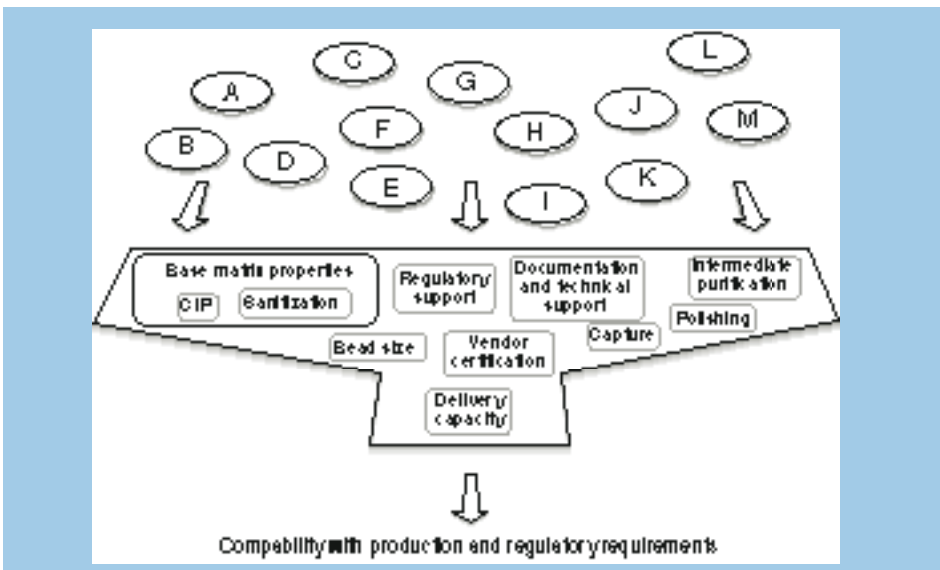 L
C
G
A
J
M
F
H
B
D
K
E
I
Base matrix properties
CIP
Sanitization
Regulatory
support
Documentation
and technical
support
Intermediate
purification
Polishing
Capture
Bead size
Vendor
certification
Delivery
capacity
Compability with production and regulatory requirements